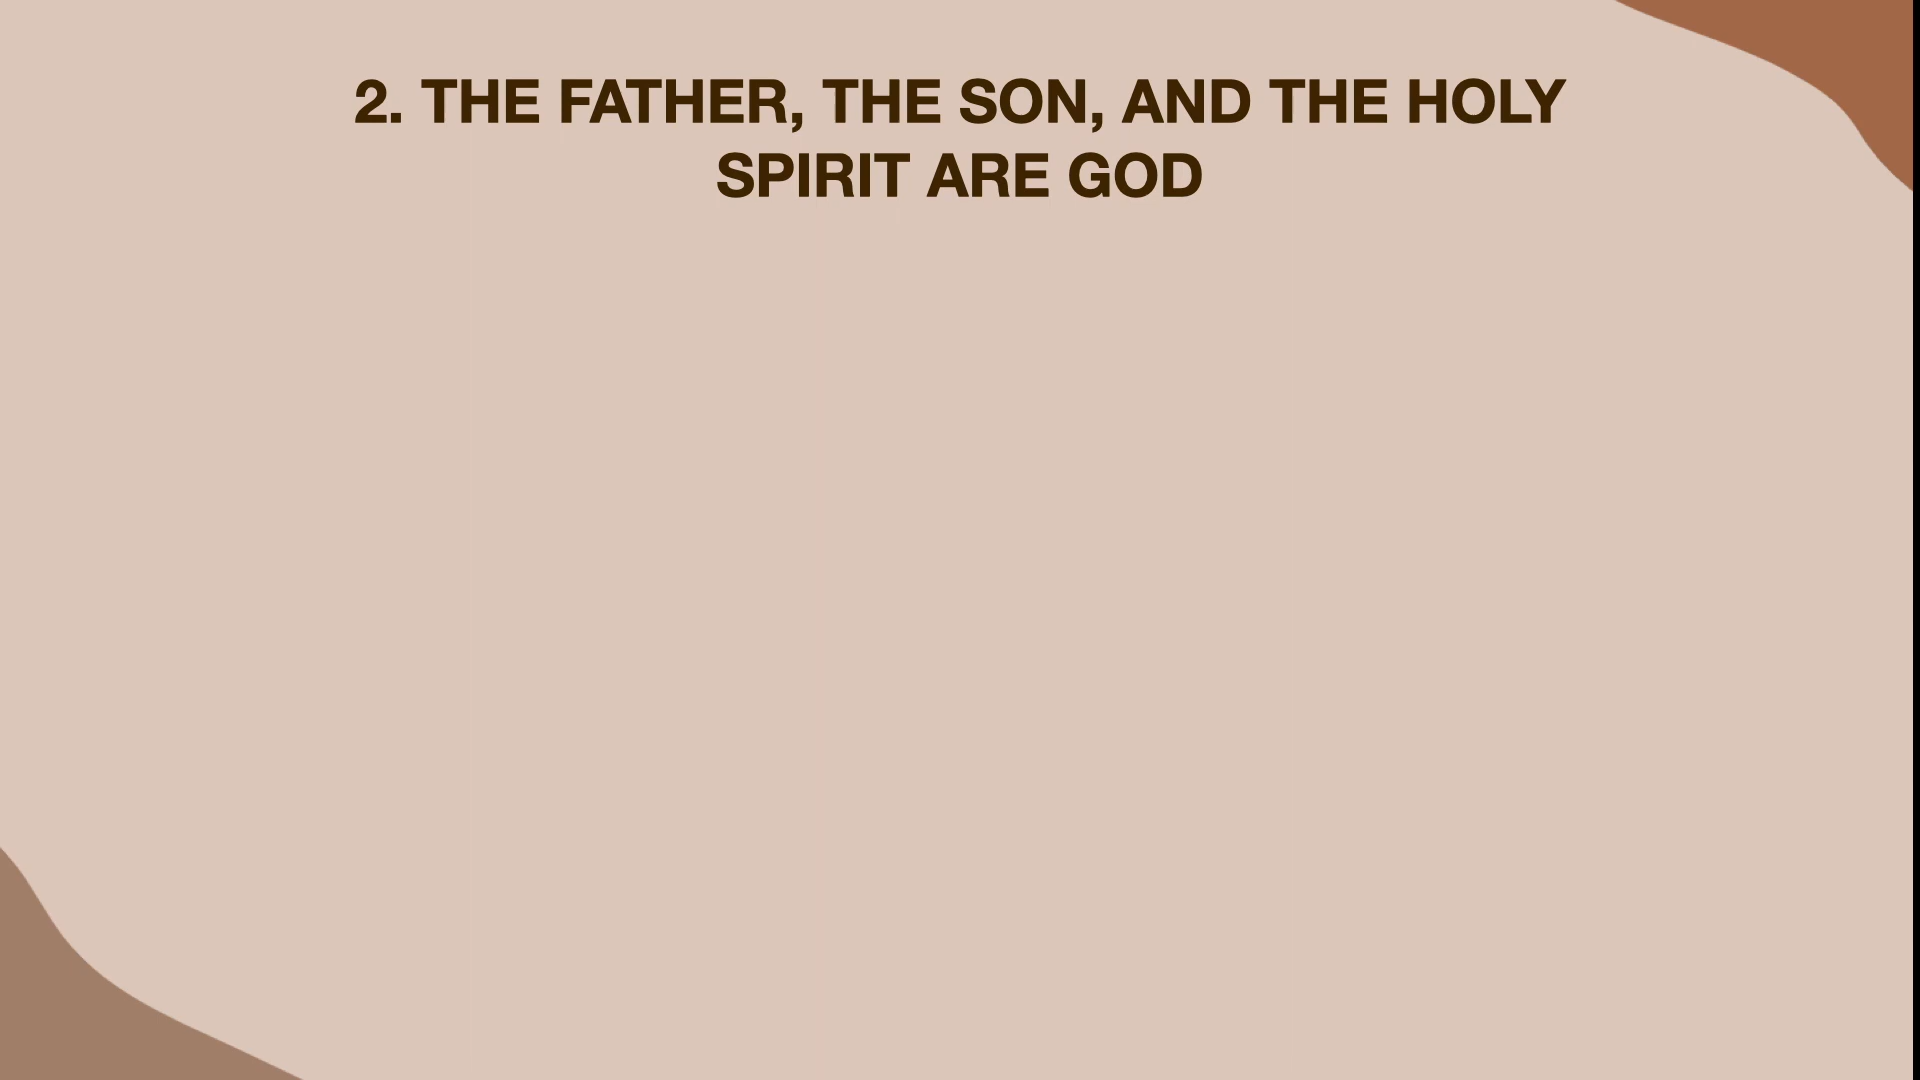 2. THE FATHER, THE SON, AND THE HOLY
SPIRIT ARE GOD